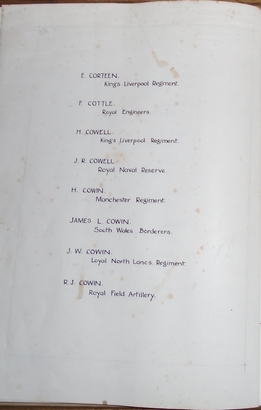 E. CORTEEN.
King's Liverpool Regiment.
F. COTTLE.
Royal Engineers.
H. COWELL.
King's Liverpool Regiment.
J. R. COWELL.
Royal Naval Reserve.
H. COWIN.
Manchester Regiment.
JAMES L. COWIN.
South Wales Borderers.
J. W. COWIN.
Loyal North Lancs. Regiment.
R. J. COWIN.
Royal Field Artillery.